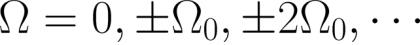 Ω = 0, ±Ω₀, ±2Ω₀, ⋯